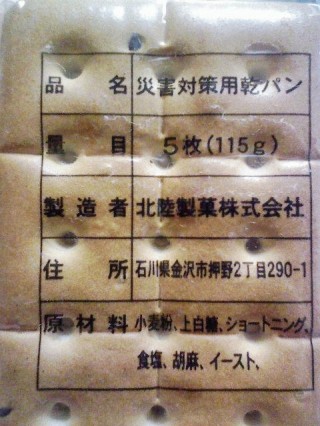 品名 災害対策用乾パン
量目 5枚(115g)
製造者 北陸製菓株式会社
住所 石川県金沢市押野2丁目290-1
原材料 小麦粉、上白糖、ショートニング、
食塩、胡麻、イースト、